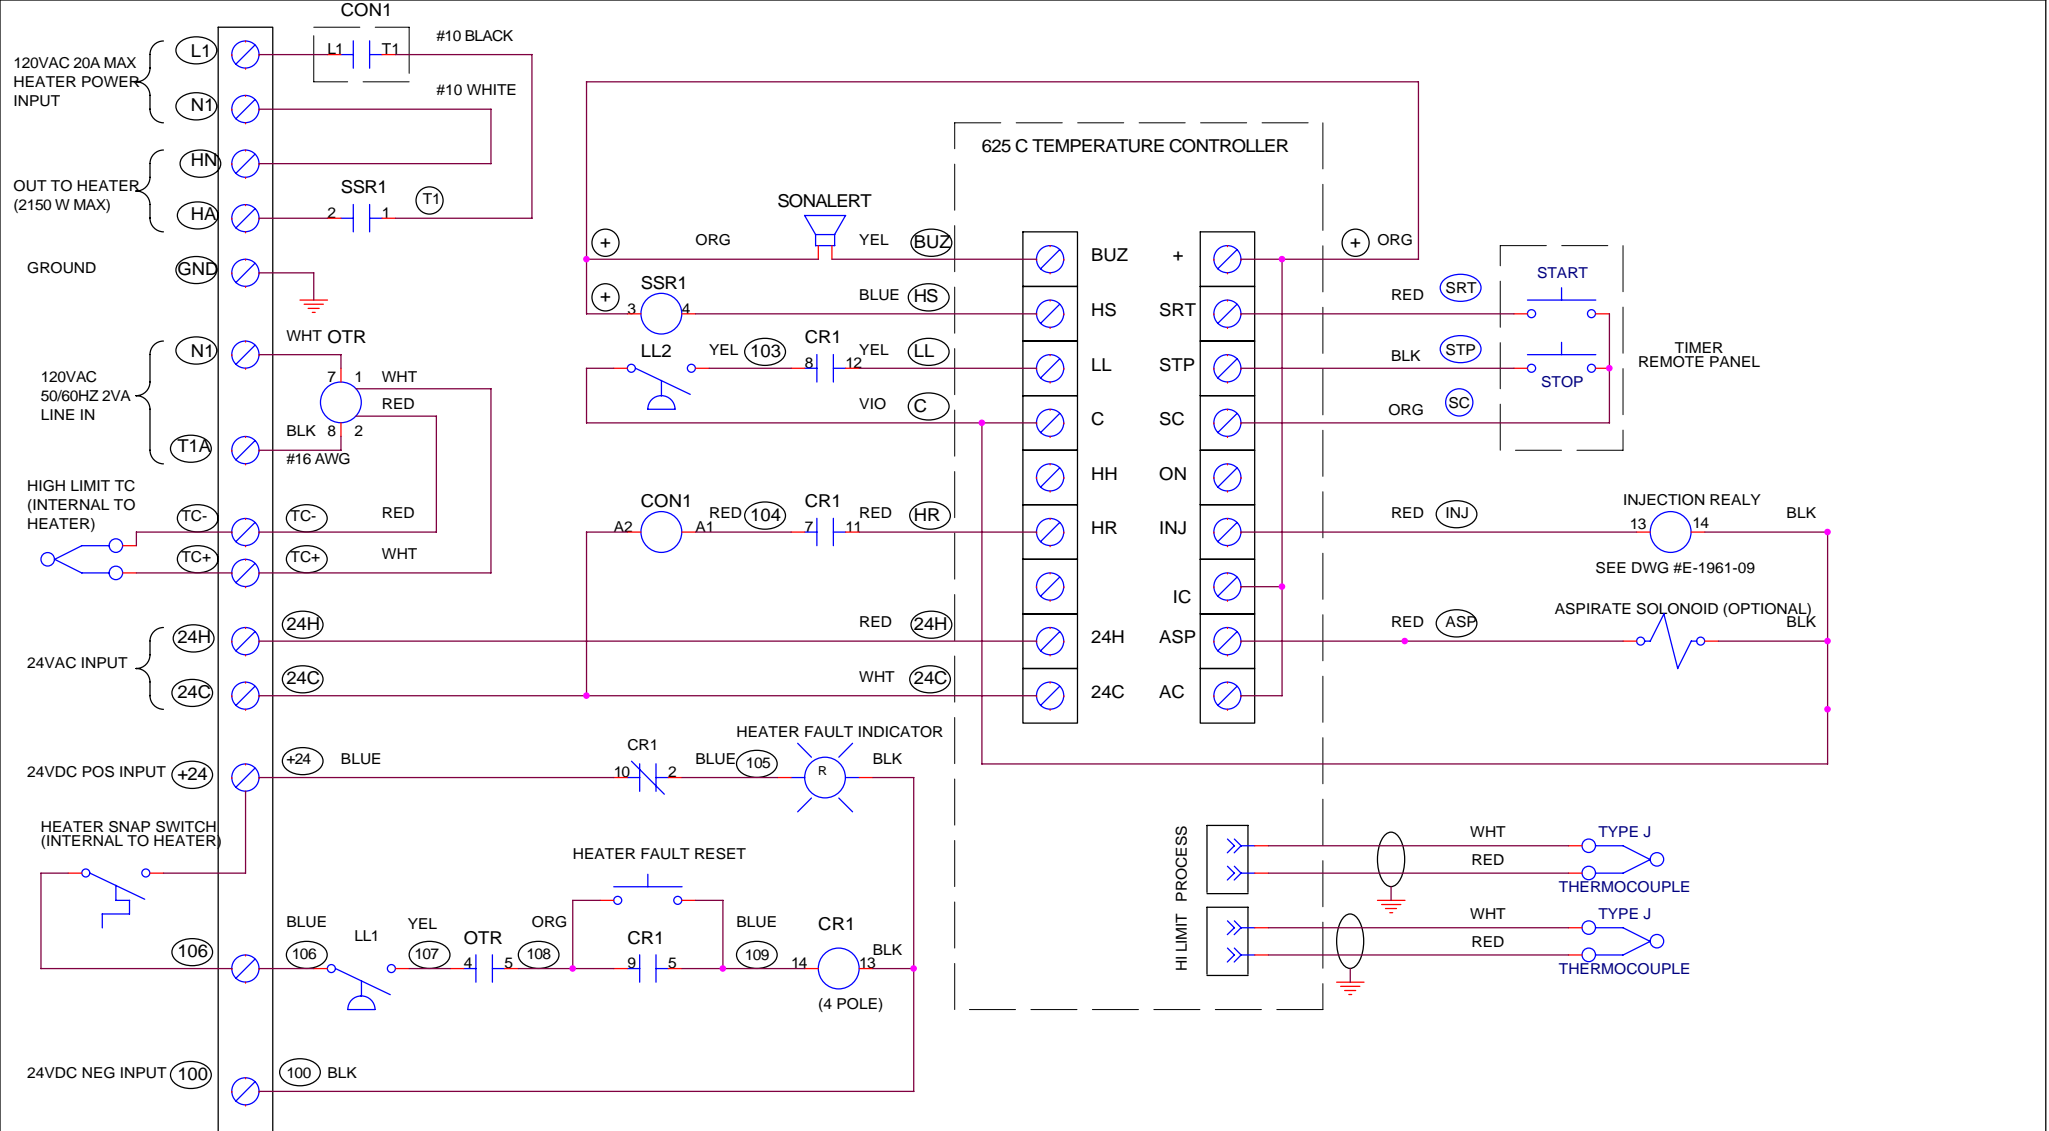 CON1
L1
L1
T1
#10 BLACK
120VAC 20A MAX
HEATER POWER
INPUT
N1
#10 WHITE
HN
OUT TO HEATER
(2150 W MAX)
HA
SSR1
2
1
T1
GROUND
GND
N1
WHT OTR
7
1
WHT
RED
120VAC
50/60HZ 2VA
LINE IN
BLK
8
2
T1A
#16 AWG
HIGH LIMIT TC
(INTERNAL TO
HEATER)
TC-
TC-
RED
TC+
TC+
WHT
24H
24H
RED
24H
24VAC INPUT
24C
24C
WHT
24C
625 C TEMPERATURE CONTROLLER
SONALERT
+
ORG
YEL
BUZ
BUZ
+
+
ORG
+
SSR1
3
4
BLUE
HS
HS
SRT
RED
SRT
START
LL2
YEL
103
CR1
8
12
YEL
LL
LL
STP
BLK
STP
STOP
TIMER
REMOTE PANEL
VIO
C
C
SC
ORG
SC
HH
ON
CON1
A2
A1
RED
104
CR1
7
11
RED
HR
HR
INJ
RED
INJ
INJECTION REALY
13
14
BLK
SEE DWG #E-1961-09
IC
ASPIRATE SOLONOID (OPTIONAL)
24H
ASP
RED
ASP
BLK
24C
AC
24VDC POS INPUT
+24
+24
BLUE
CR1
10
2
BLUE
105
HEATER FAULT INDICATOR
R
BLK
HEATER SNAP SWITCH
(INTERNAL TO HEATER)
HEATER FAULT RESET
106
BLUE
106
LL1
YEL
107
OTR
4
5
ORG
108
CR1
9
5
BLUE
109
CR1
14
13
BLK
(4 POLE)
24VDC NEG INPUT
100
100
BLK
PROCESS
WHT
RED
TYPE J
THERMOCOUPLE
HI LIMIT
WHT
RED
TYPE J
THERMOCOUPLE